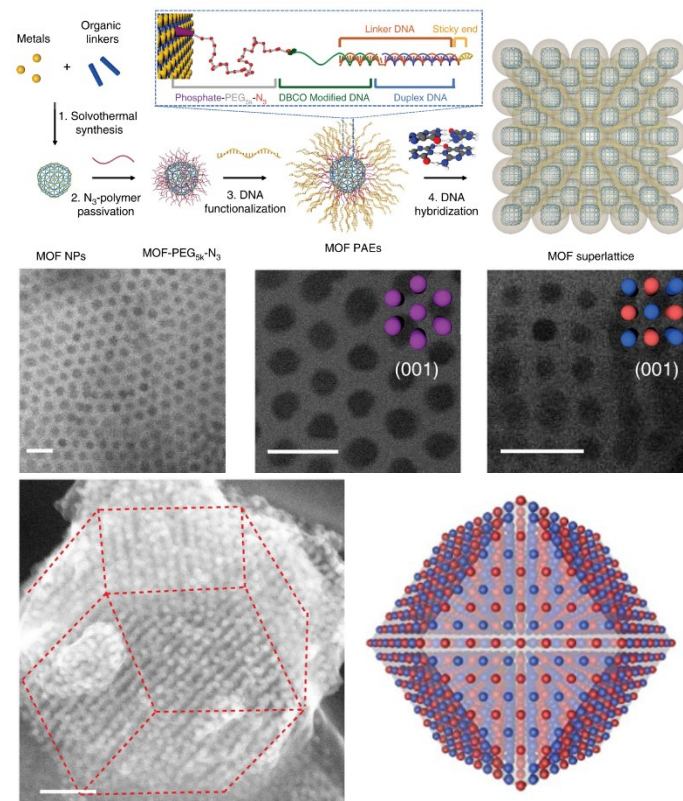 Metals
Organic
linkers
+
1. Solvothermal
synthesis
Linker DNA
Sticky end
Phosphate-PEG5k-N3
DBCO Modified DNA
Duplex DNA
2. N3-polymer
passivation
3. DNA
functionalization
4. DNA
hybridization
MOF NPs
MOF-PEG5k-N3
MOF PAEs
MOF superlattice
(001)
(001)